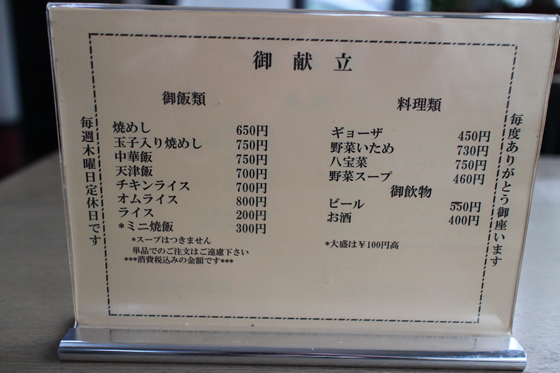 御献立
御飯類
焼めし 650円
玉子入り焼めし 750円
中華飯 750円
天津飯 700円
チキンライス 700円
オムライス 800円
ライス 200円
*ミニ焼飯 300円
*スープはつきません
単品でのご注文はご遠慮下さい
***消費税込みの金額です***
料理類
ギョーザ 450円
野菜いため 730円
八宝菜 750円
野菜スープ 460円
御飲物
ビール 550円
お酒 400円
*大盛は￥100円高
毎度ありがとう御座います
毎週木曜日定休日です